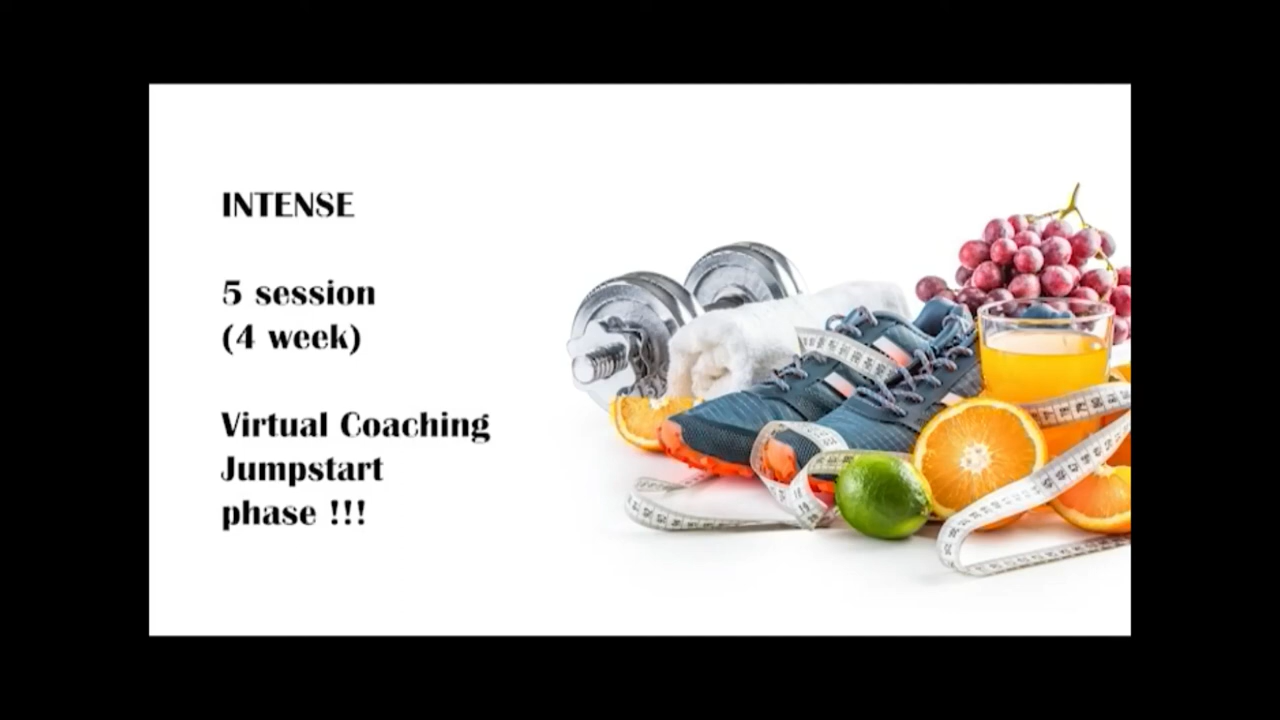 INTENSE
5 session
(4 week)
Virtual Coaching
Jumpstart
phase !!!